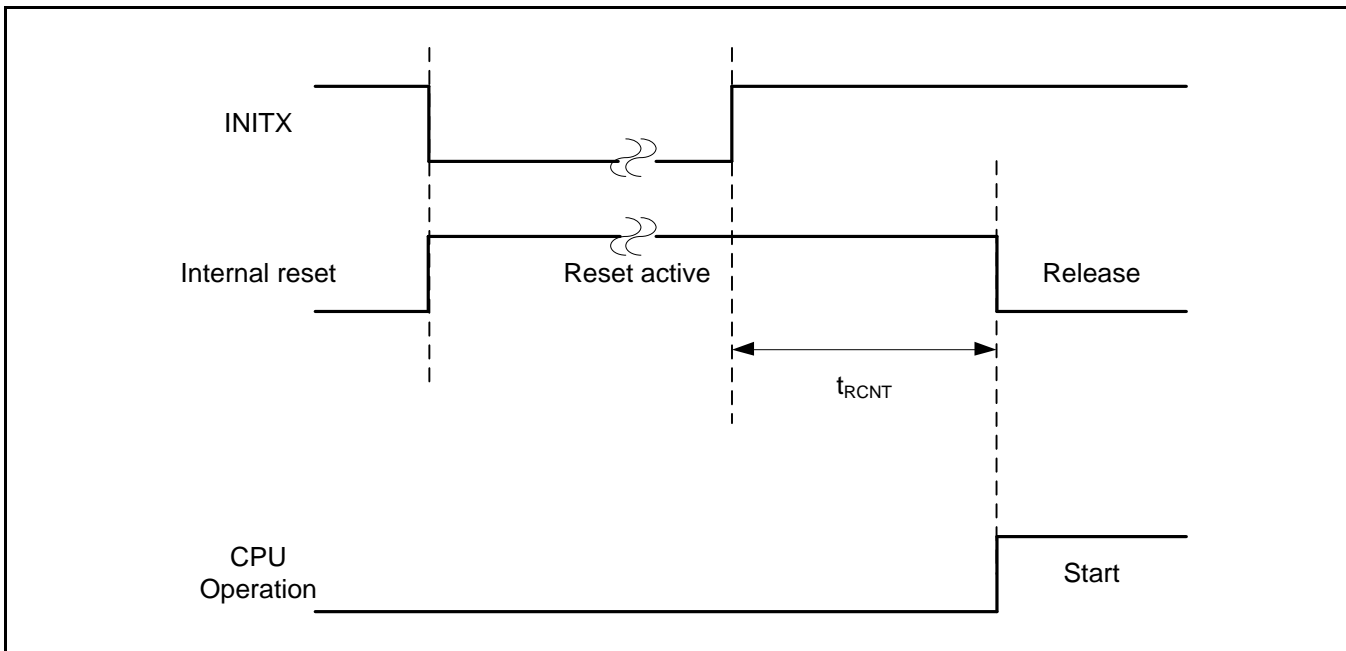 INITX
Internal reset
Reset active
Release
tRCNT
CPU
Operation
Start